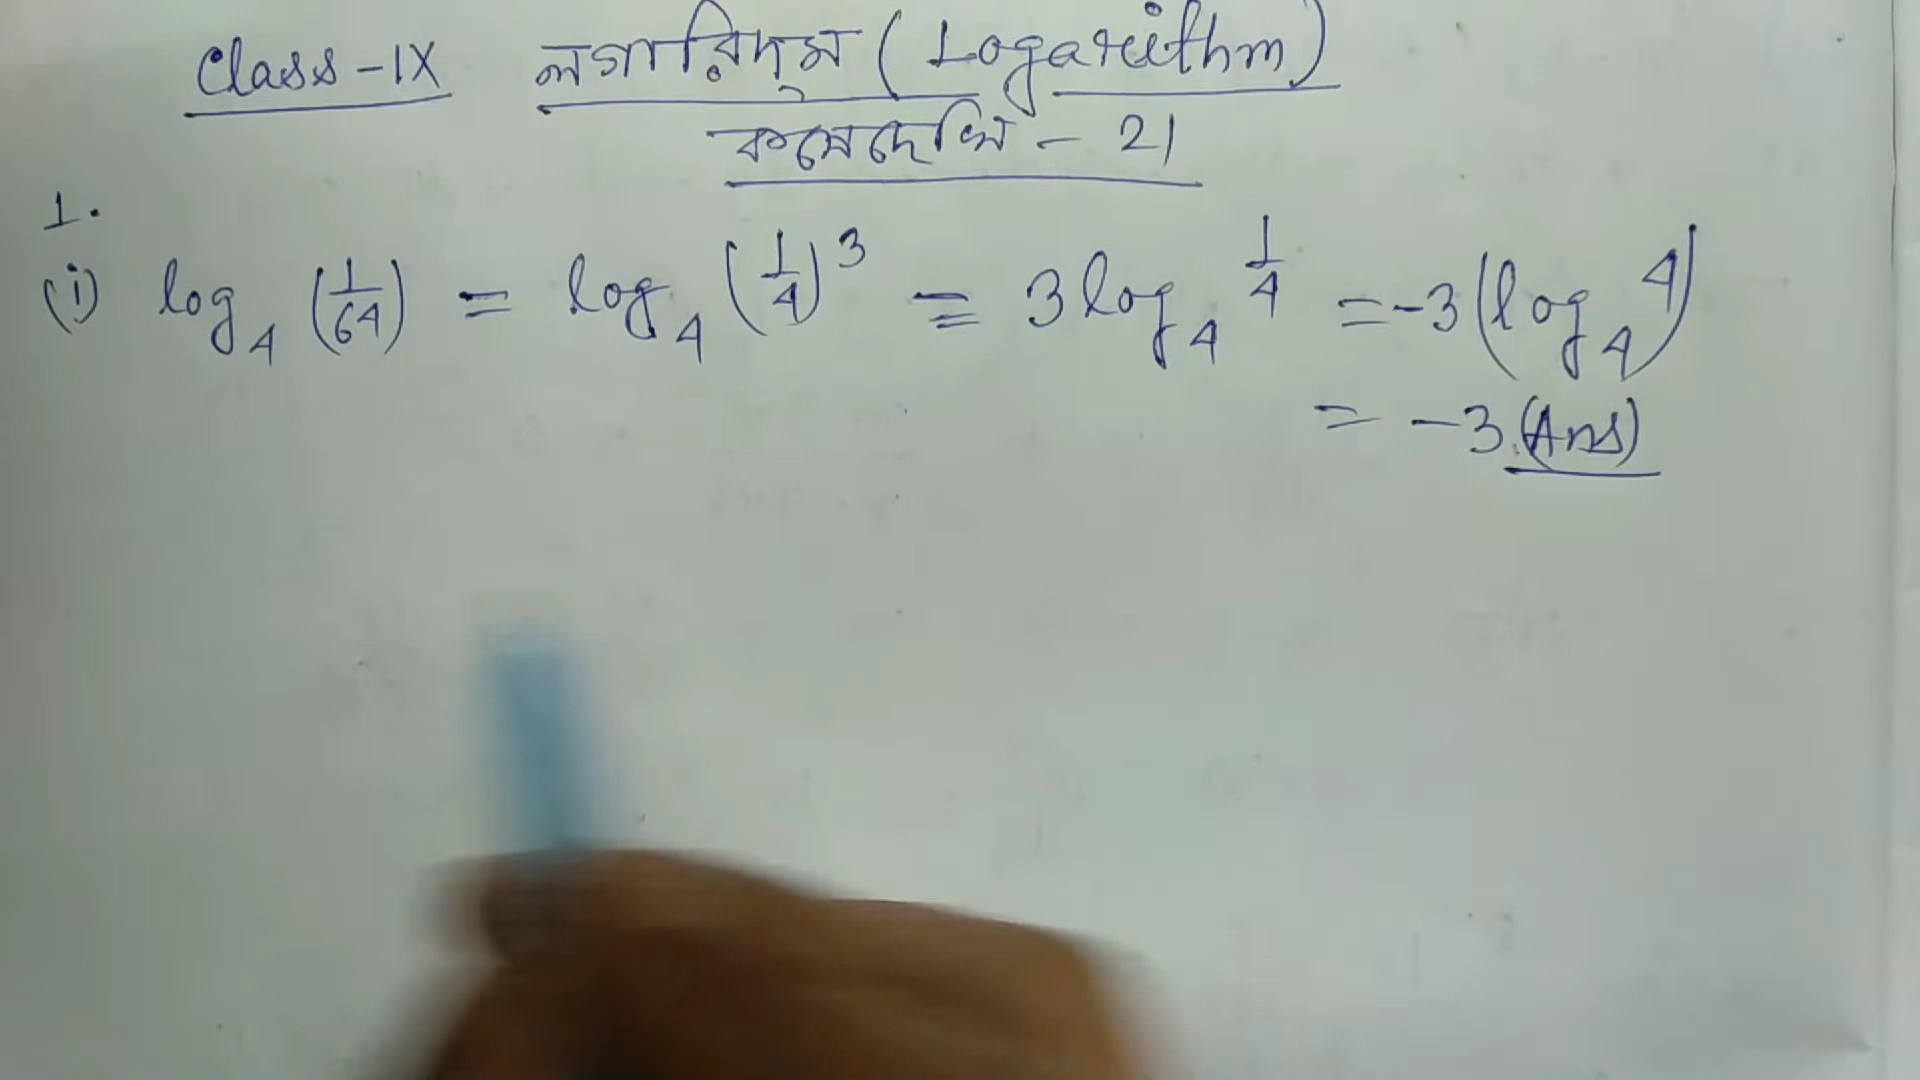 Class-IX লগারিদম (Logarithm)
কষেদেখি - 21
1.
(i) log₄ (1/64) = log₄ (1/4)³ = 3 log₄ 1/4 = -3 (log₄ 4)
= -3. (Ans)